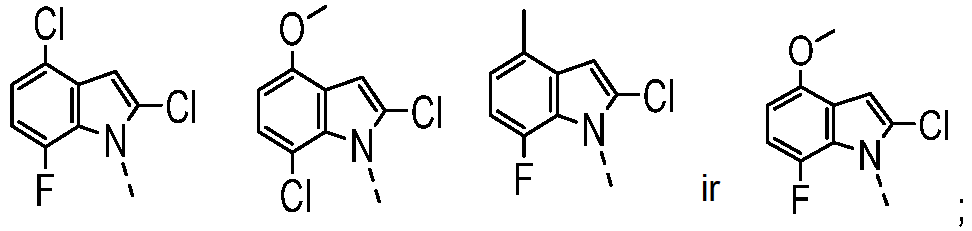 Cl Cl N F
O Cl N Cl
Cl N F
ir
O Cl N F
;